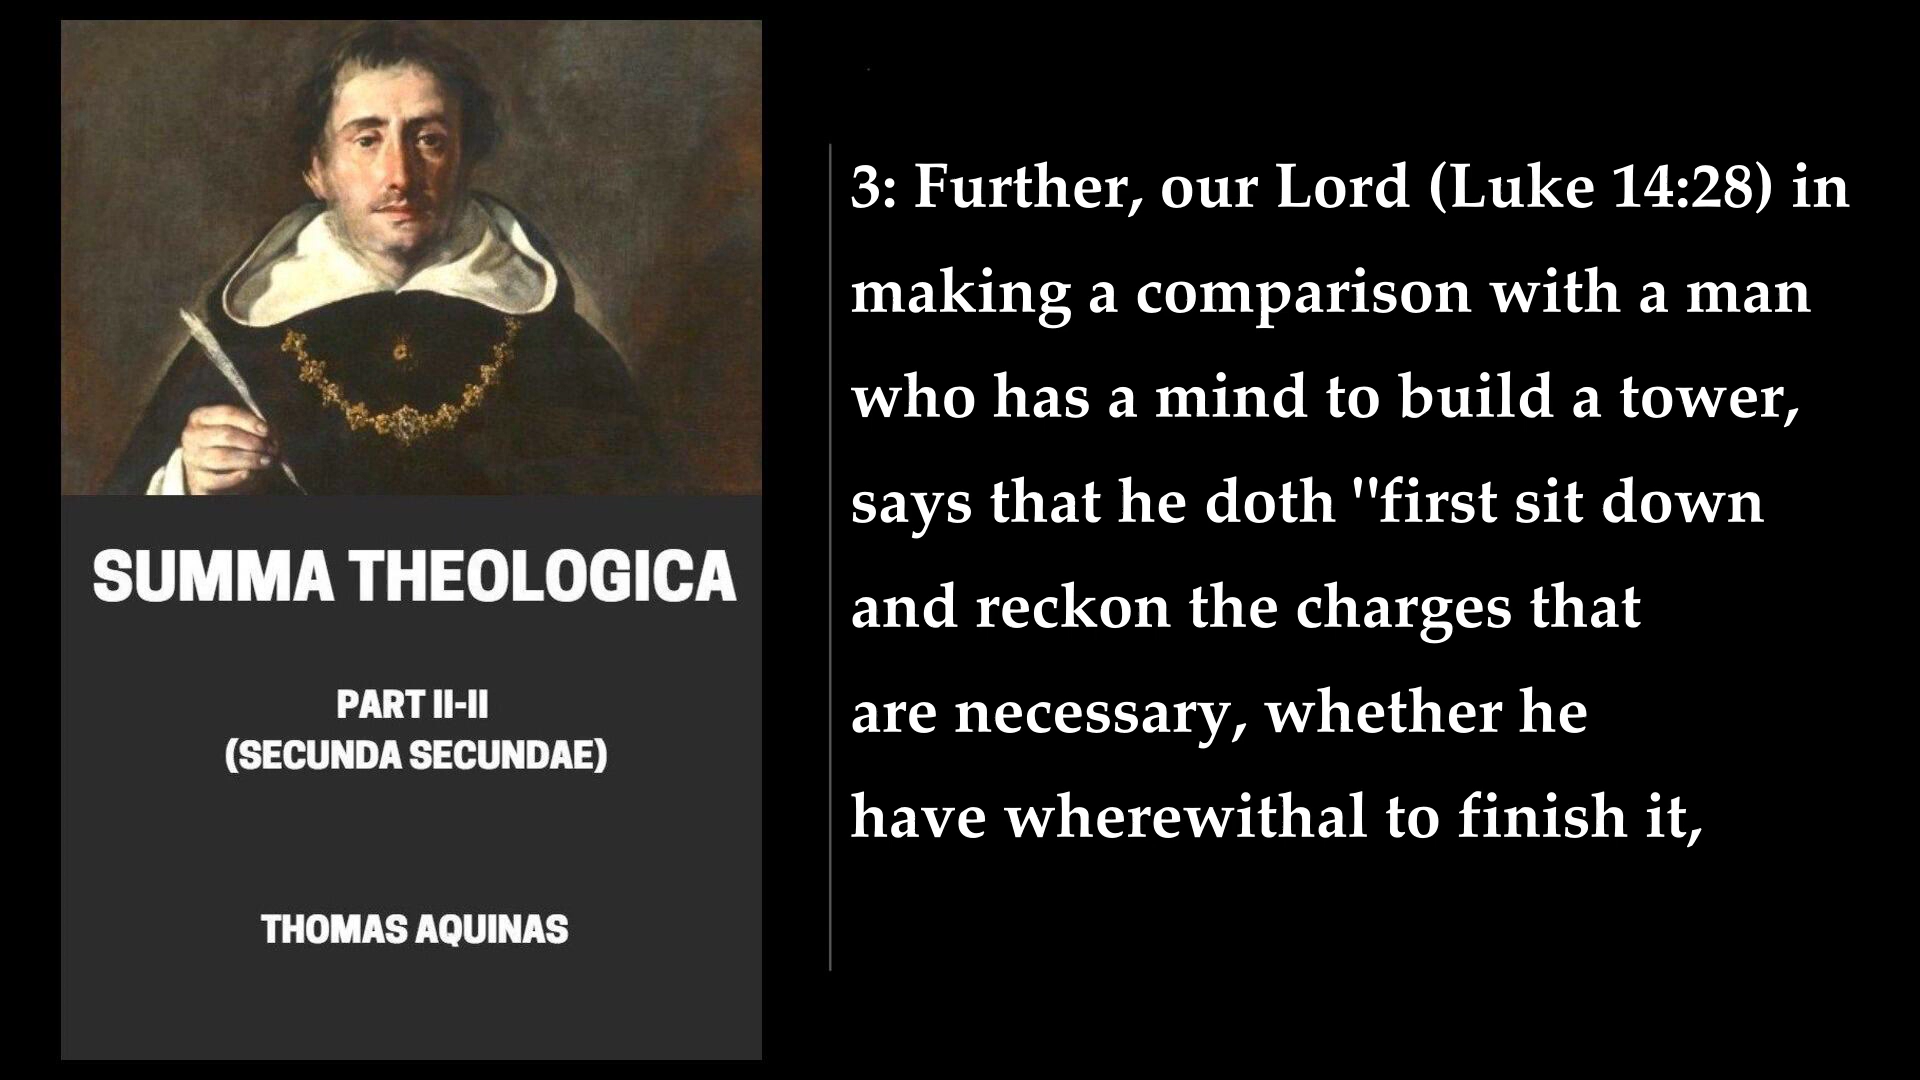 SUMMA THEOLOGICA
PART II-II
(SECUNDA SECUNDAE)
THOMAS AQUINAS
3: Further, our Lord (Luke 14:28) in
making a comparison with a man
who has a mind to build a tower,
says that he doth "first sit down
and reckon the charges that
are necessary, whether he
have wherewithal to finish it,